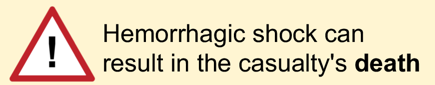 !
Hemorrhagic shock can
result in the casualty's death